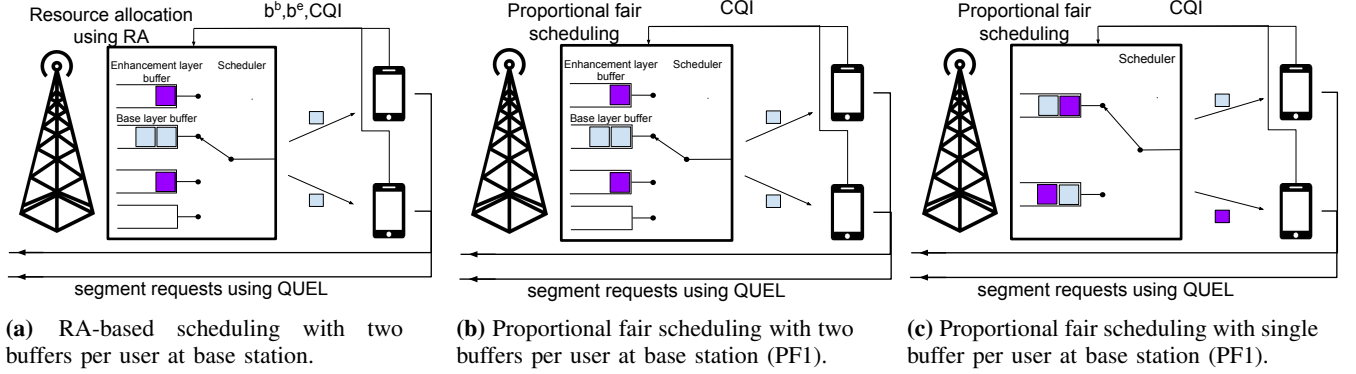 Resource allocation
using RA
b^b,b^e,CQI
Enhancement layer
buffer
Scheduler
Base layer buffer
segment requests using QUEL
(a) RA-based scheduling with two
buffers per user at base station.
Proportional fair
scheduling
CQI
Enhancement layer
buffer
Scheduler
Base layer buffer
segment requests using QUEL
(b) Proportional fair scheduling with two
buffers per user at base station (PF1).
Proportional fair
scheduling
CQI
Scheduler
segment requests using QUEL
(c) Proportional fair scheduling with single
buffer per user at base station (PF1).